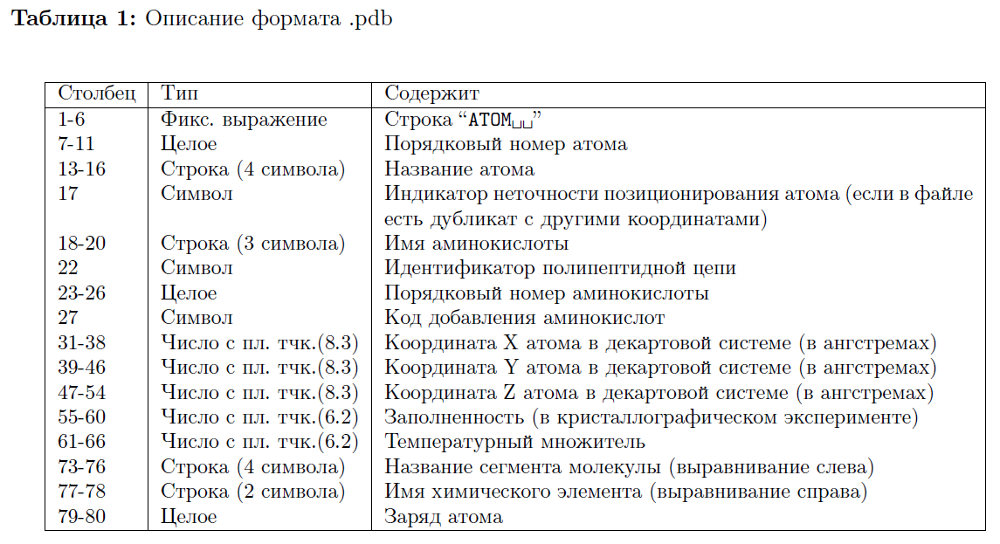 Таблица 1: Описание формата .pdb
Столбец Тип Содержит
1-6 Фикс. выражение Строка “ATOM␣␣”
7-11 Целое Порядковый номер атома
13-16 Строка (4 символа) Название атома
17 Символ Индикатор неточности позиционирования атома (если в файле
есть дубликат с другими координатами)
18-20 Строка (3 символа) Имя аминокислоты
22 Символ Идентификатор полипептидной цепи
23-26 Целое Порядковый номер аминокислоты
27 Символ Код добавления аминокислот
31-38 Число с пл. тчк.(8.3) Координата X атома в декартовой системе (в ангстремах)
39-46 Число с пл. тчк.(8.3) Координата Y атома в декартовой системе (в ангстремах)
47-54 Число с пл. тчк.(8.3) Координата Z атома в декартовой системе (в ангстремах)
55-60 Число с пл. тчк.(6.2) Заполненность (в кристаллографическом эксперименте)
61-66 Число с пл. тчк.(6.2) Температурный множитель
73-76 Строка (4 символа) Название сегмента молекулы (выравнивание слева)
77-78 Строка (2 символа) Имя химического элемента (выравнивание справа)
79-80 Целое Заряд атома